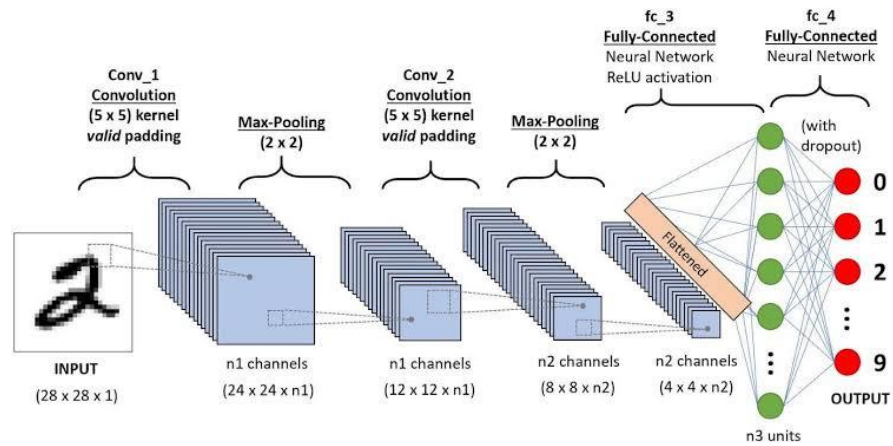 fc_3
Fully-Connected
Neural Network
ReLU activation
fc_4
Fully-Connected
Neural Network
Conv_1
Convolution
(5 x 5) kernel
valid padding
Max-Pooling
(2 x 2)
Conv_2
Convolution
(5 x 5) kernel
valid padding
Max-Pooling
(2 x 2)
(with
dropout)
Flattened
0
1
2
9
INPUT
(28 x 28 x 1)
n1 channels
(24 x 24 x n1)
n1 channels
(12 x 12 x n1)
n2 channels
(8 x 8 x n2)
n2 channels
(4 x 4 x n2)
OUTPUT
n3 units
2